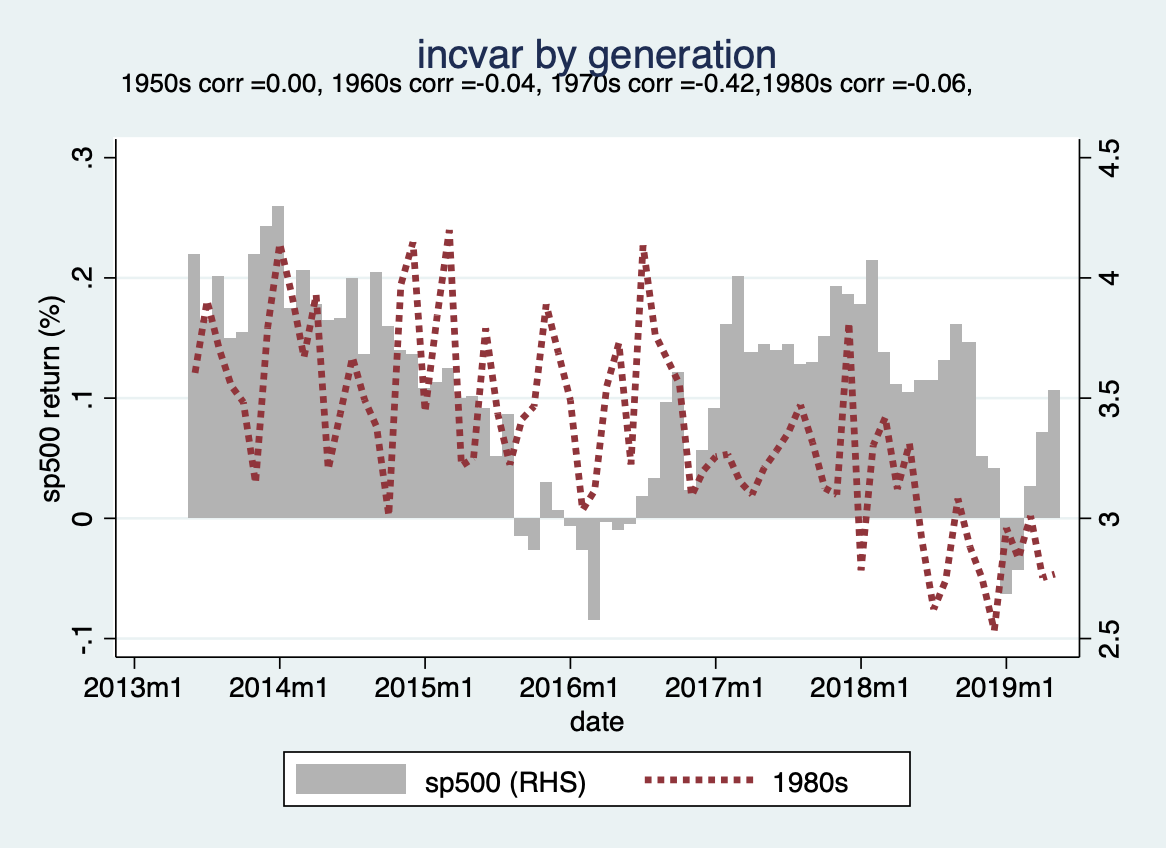 incvar by generation
1950s corr =0.00, 1960s corr =-0.04, 1970s corr =-0.42,1980s corr =-0.06,
sp500 return (%)
.3
.2
.1
0
-.1
4.5
4
3.5
3
2.5
2013m1 2014m1 2015m1 2016m1 2017m1 2018m1 2019m1
date
sp500 (RHS) 1980s